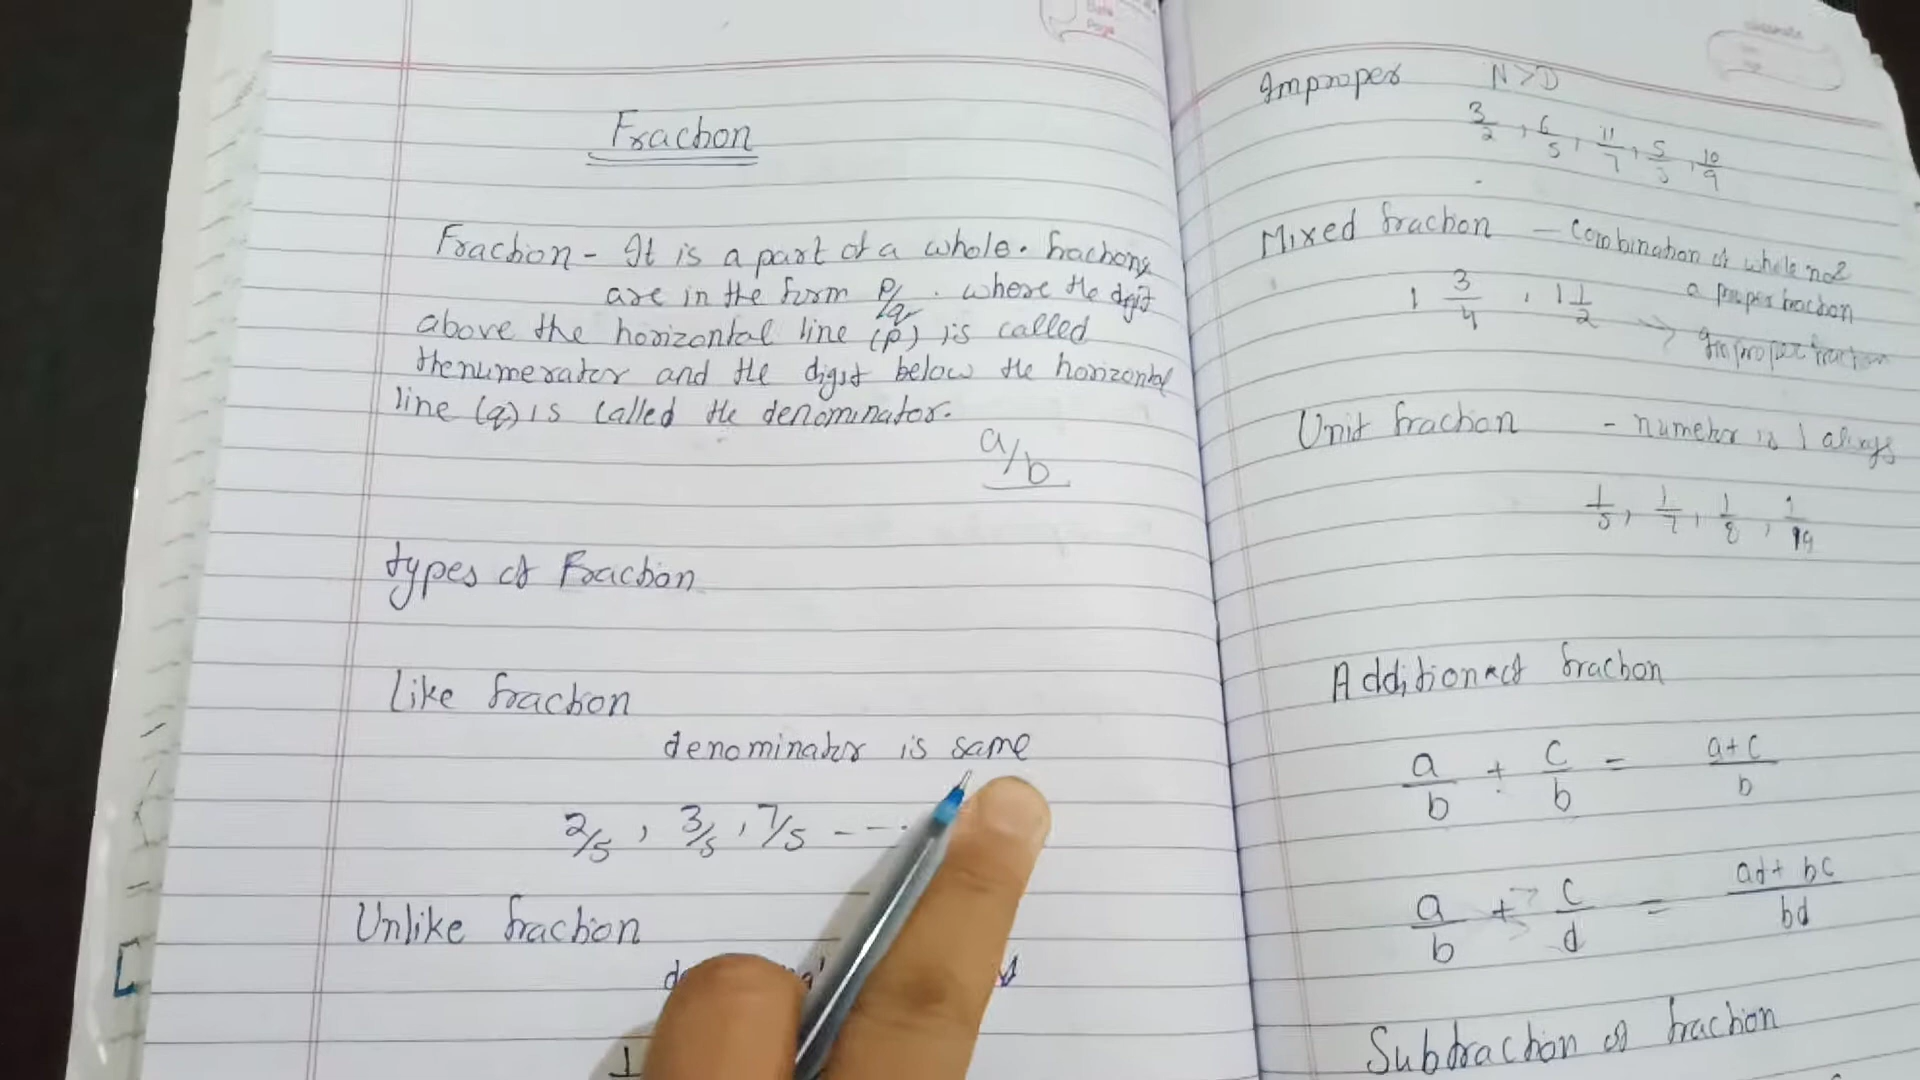 Fraction
Fraction - It is a part of a whole. fractions
are in the form P/q. where the digit
above the horizontal line (p) is called
the numerator and the digit below the horizontal
line (q) is called the denominator.
a/b
types of Fraction
Like fraction
denominator is same
2/5, 3/5, 7/5 ---.
Unlike fraction
1
Improper N>D
3/2, 6/5, 11/7, 5/3, 10/9
Mixed fraction - Combination of whole no &
a proper fraction
1 3/4, 1 1/2 → Improper fraction
Unit fraction - numetor is 1 always
1/5, 1/7, 1/8, 1/19
Addition of fraction
a/b + c/b = a+c/b
a/b + c/d = ad+bc/bd
Subtraction of fraction